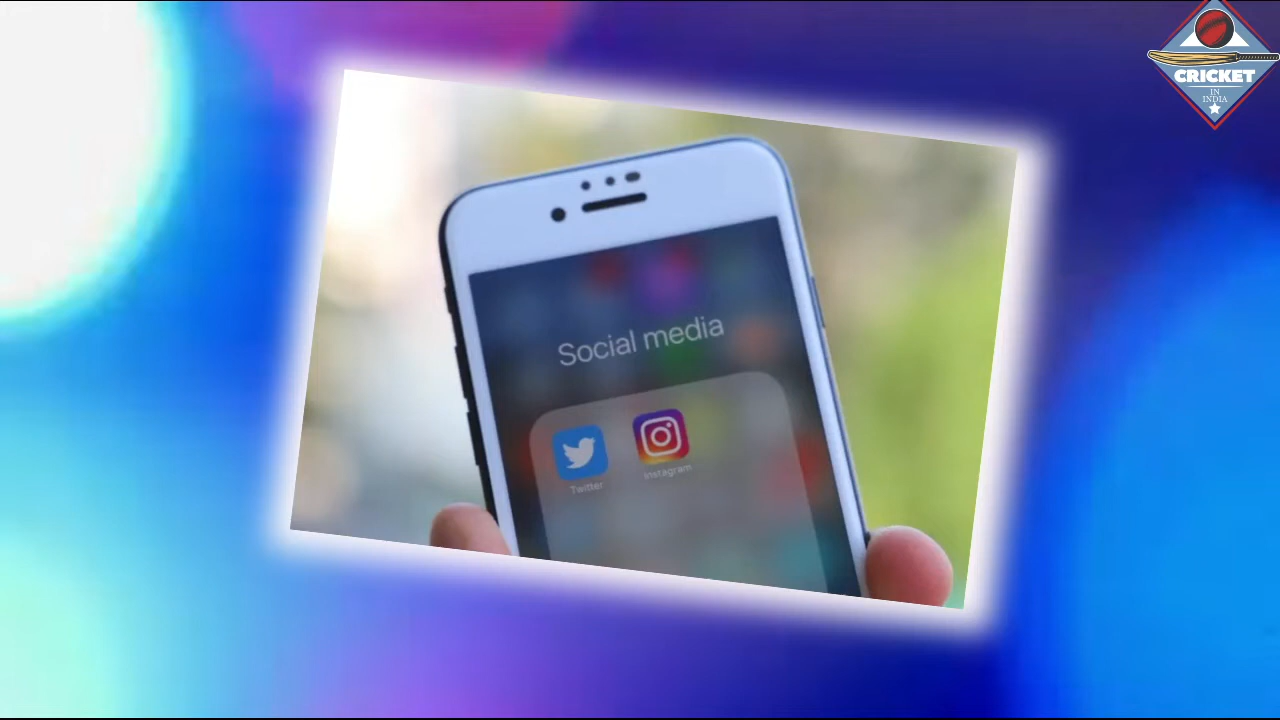 CRICKET
IN
INDIA
Social media
Twitter
Instagram